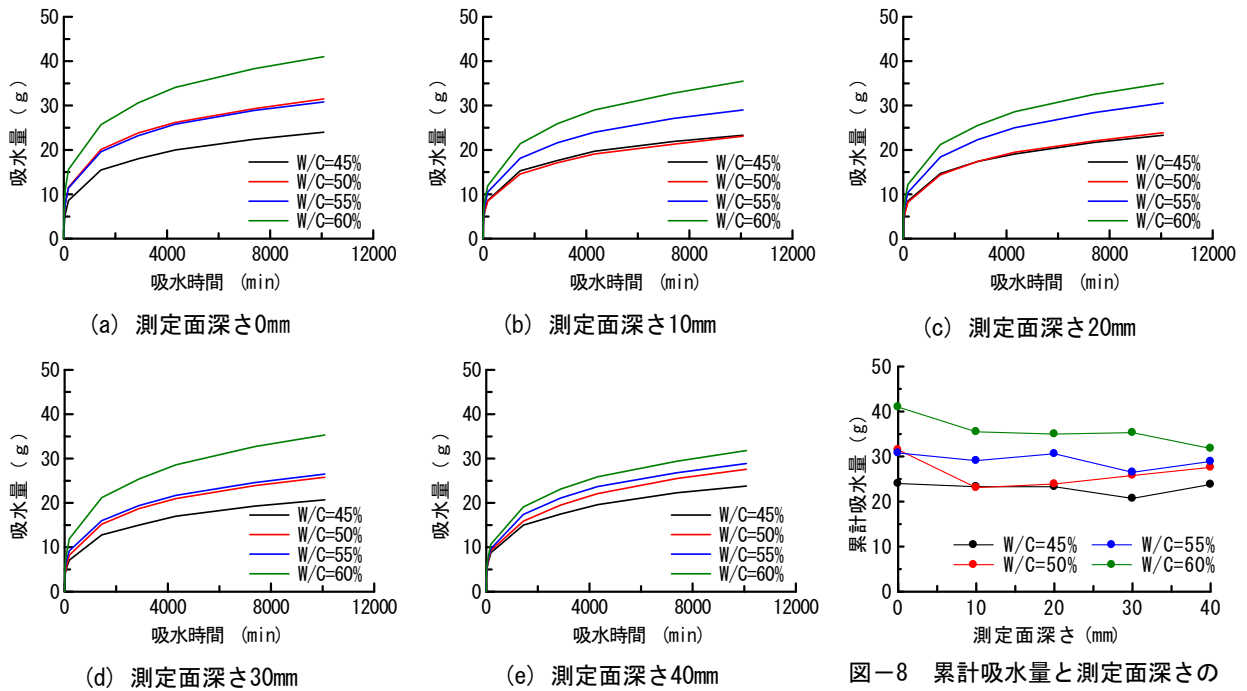 50
40
30
20
10
0
吸水量 (g)
W/C=45%
W/C=50%
W/C=55%
W/C=60%
0 4000 8000 12000
吸水時間 (min)
(a) 測定面深さ0mm
50
40
30
20
10
0
吸水量 (g)
W/C=45%
W/C=50%
W/C=55%
W/C=60%
0 4000 8000 12000
吸水時間 (min)
(b) 測定面深さ10mm
50
40
30
20
10
0
吸水量 (g)
W/C=45%
W/C=50%
W/C=55%
W/C=60%
0 4000 8000 12000
吸水時間 (min)
(c) 測定面深さ20mm
50
40
30
20
10
0
吸水量 (g)
W/C=45%
W/C=50%
W/C=55%
W/C=60%
0 4000 8000 12000
吸水時間 (min)
(d) 測定面深さ30mm
50
40
30
20
10
0
吸水量 (g)
W/C=45%
W/C=50%
W/C=55%
W/C=60%
0 4000 8000 12000
吸水時間 (min)
(e) 測定面深さ40mm
50
40
30
20
10
0
累計吸水量 (g)
W/C=45% W/C=55%
W/C=50% W/C=60%
0 10 20 30 40
測定面深さ (mm)
図-8 累計吸水量と測定面深さの